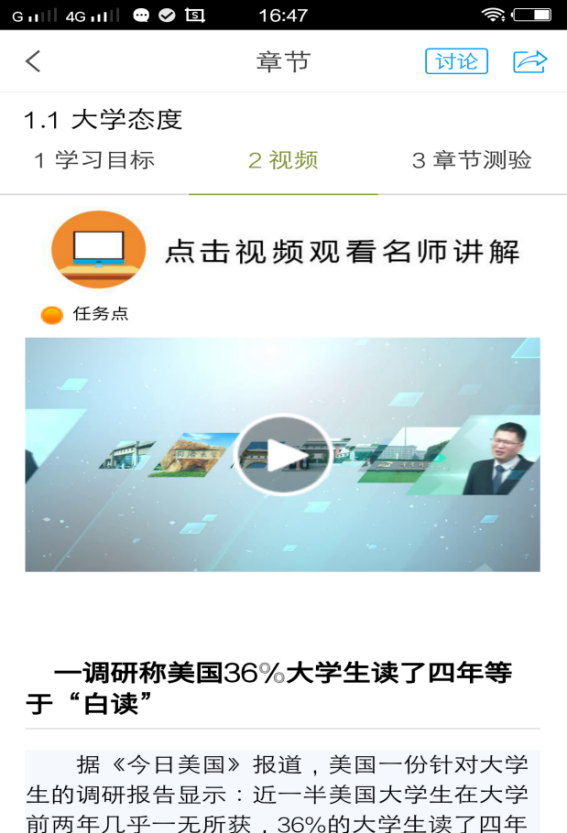 G 4G 16:47
章节 讨论
1.1 大学态度
1 学习目标 2 视频 3 章节测验
点击视频观看名师讲解
任务点
一调研称美国36%大学生读了四年等
于“白读”
据《今日美国》报道，美国一份针对大学
生的调研报告显示：近一半美国大学生在大学
前两年几乎一无所获，36%的大学生读了四年